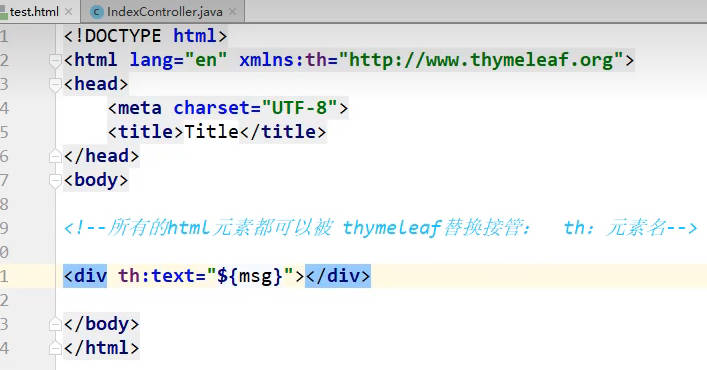 test.html × IndexController.java ×
1 <!DOCTYPE html>
2 <html lang="en" xmlns:th="http://www.thymeleaf.org">
3 <head>
4 <meta charset="UTF-8">
5 <title>Title</title>
6 </head>
7 <body>
8
9 <!--所有的html元素都可以被 thymeleaf替换接管： th：元素名-->
0
1 <div th:text="${msg}"></div>
2
3 </body>
4 </html>